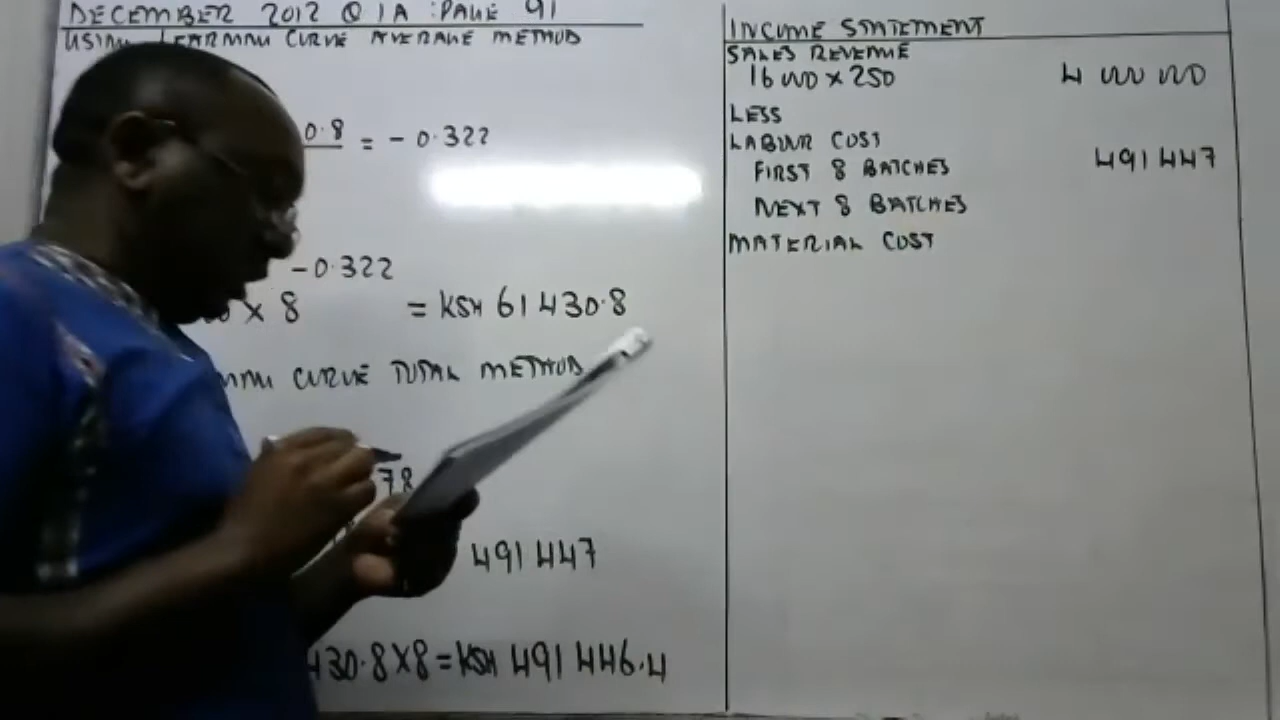 DECEMBER 2012 Q 1A : PAGE 91
USING LEARNING CURVE AVERAGE METHOD
0.8 = - 0.322
-0.322
x 8 = KSH 61 430.8
CURVE TOTAL METHOD
78
491 447
430.8 X 8 = KSH 491 446.4
INCOME STATEMENT
SALES REVENUE
16 000 x 250 4 000 000
LESS
LABOUR COST
FIRST 8 BATCHES 491 447
NEXT 8 BATCHES
MATERIAL COST